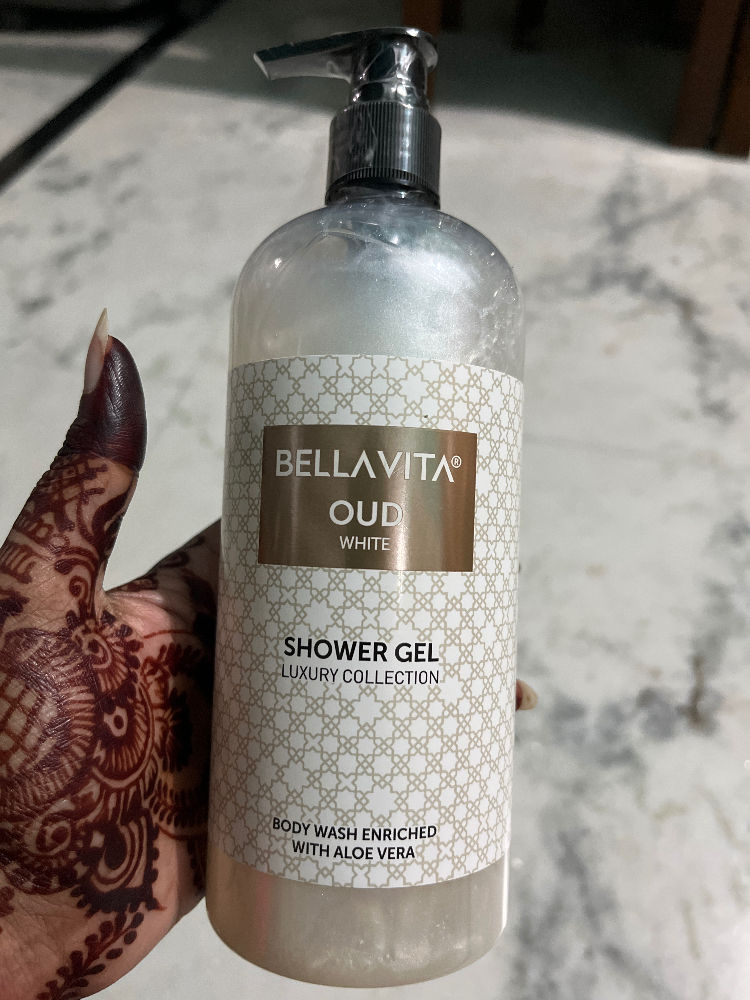 BELLAVITA®
OUD
WHITE
SHOWER GEL
LUXURY COLLECTION
BODY WASH ENRICHED
WITH ALOE VERA